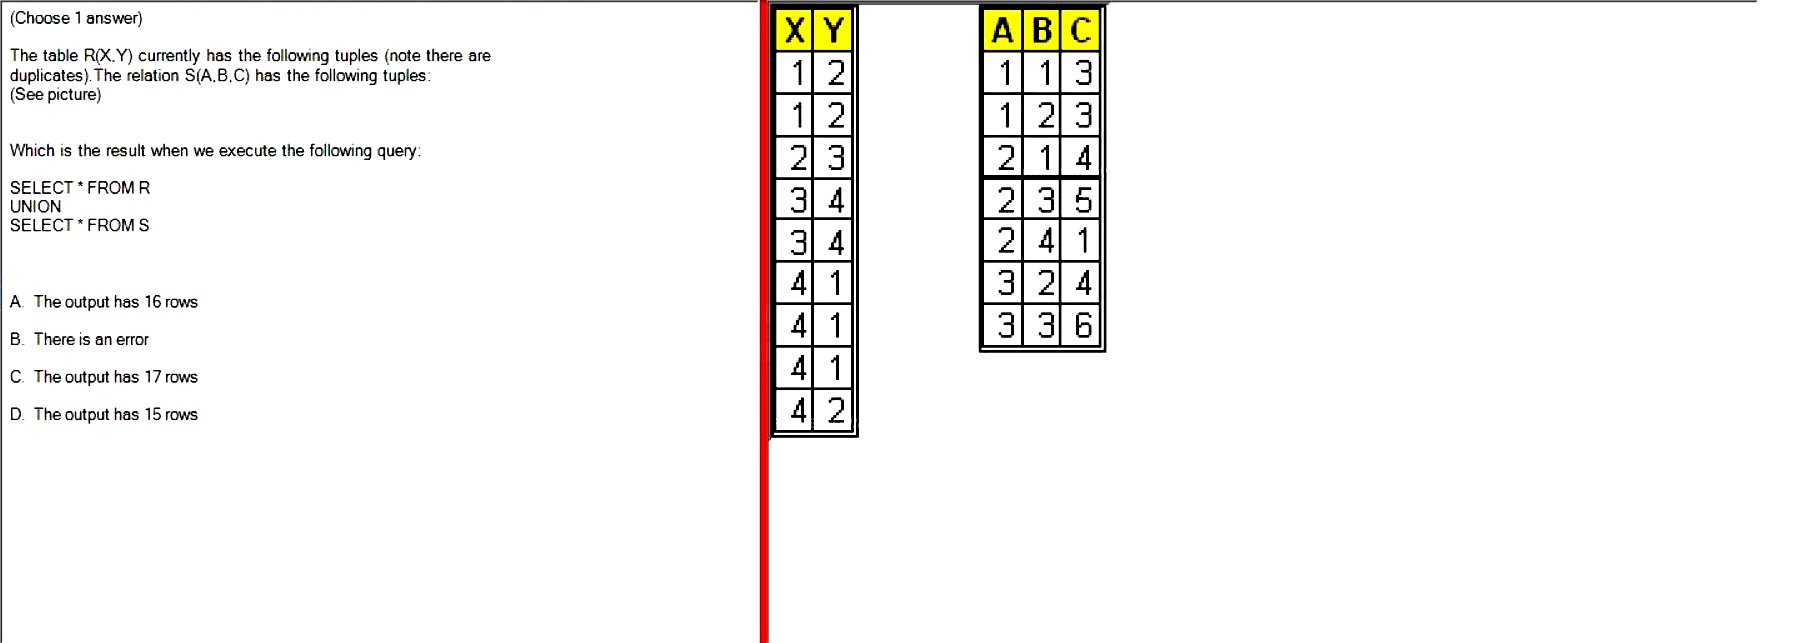 (Choose 1 answer)
The table R(X,Y) currently has the following tuples (note there are
duplicates).The relation S(A,B,C) has the following tuples:
(See picture)
Which is the result when we execute the following query:
SELECT * FROM R
UNION
SELECT * FROM S
A. The output has 16 rows
B. There is an error
C. The output has 17 rows
D. The output has 15 rows
X Y
1 2
1 2
2 3
3 4
3 4
4 1
4 1
4 1
4 2
A B C
1 1 3
1 2 3
2 1 4
2 3 5
2 4 1
3 2 4
3 3 6